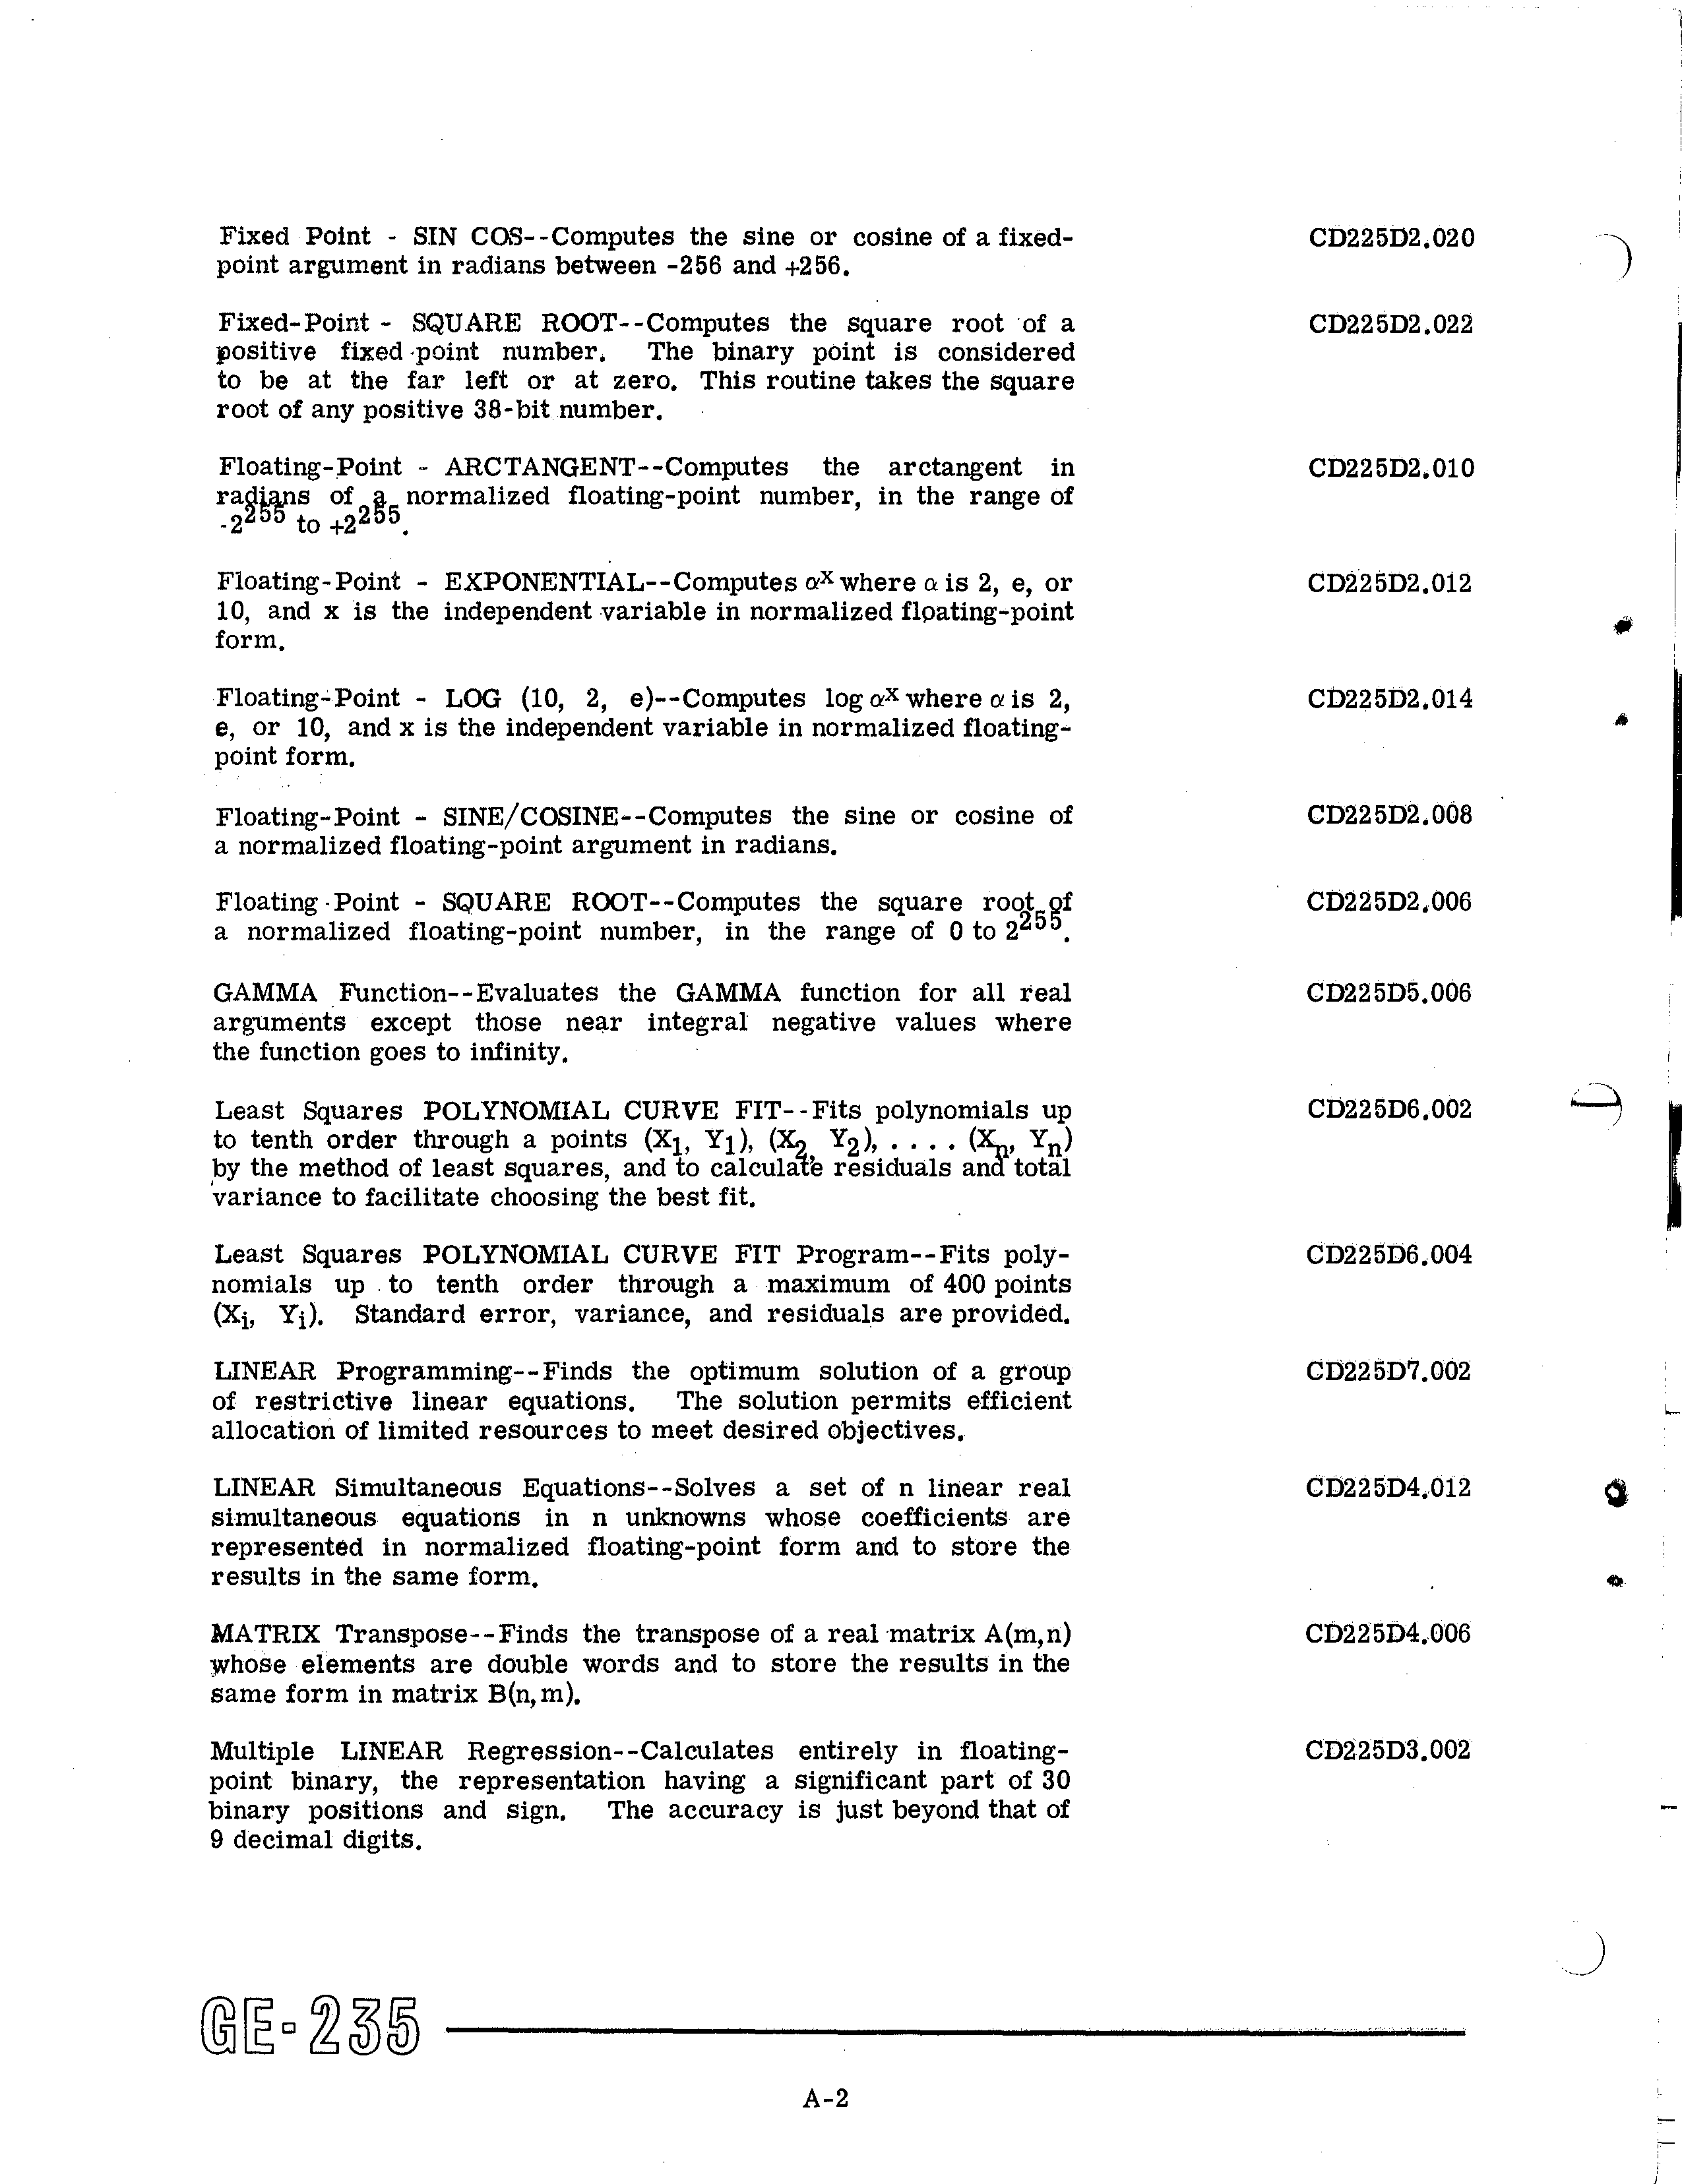 Fixed Point - SIN COS--Computes the sine or cosine of a fixed- CD225D2.020
point argument in radians between -256 and +256.
Fixed-Point - SQUARE ROOT--Computes the square root of a CD225D2.022
positive fixed point number. The binary point is considered
to be at the far left or at zero. This routine takes the square
root of any positive 38-bit number.
Floating-Point - ARCTANGENT--Computes the arctangent in CD225D2.010
radians of a normalized floating-point number, in the range of
-2^255 to +2^255.
Floating-Point - EXPONENTIAL--Computes α^x where α is 2, e, or CD225D2.012
10, and x is the independent variable in normalized floating-point
form.
Floating-Point - LOG (10, 2, e)--Computes log α^x where α is 2, CD225D2.014
e, or 10, and x is the independent variable in normalized floating-
point form.
Floating-Point - SINE/COSINE--Computes the sine or cosine of CD225D2.008
a normalized floating-point argument in radians.
Floating-Point - SQUARE ROOT--Computes the square root of CD225D2.006
a normalized floating-point number, in the range of 0 to 2^255.
GAMMA Function--Evaluates the GAMMA function for all real CD225D5.006
arguments except those near integral negative values where
the function goes to infinity.
Least Squares POLYNOMIAL CURVE FIT--Fits polynomials up CD225D6.002
to tenth order through a points (X1, Y1), (X2, Y2), .... (Xn, Yn)
by the method of least squares, and to calculate residuals and total
variance to facilitate choosing the best fit.
Least Squares POLYNOMIAL CURVE FIT Program--Fits poly- CD225D6.004
nomials up to tenth order through a maximum of 400 points
(Xi, Yi). Standard error, variance, and residuals are provided.
LINEAR Programming--Finds the optimum solution of a group CD225D7.002
of restrictive linear equations. The solution permits efficient
allocation of limited resources to meet desired objectives.
LINEAR Simultaneous Equations--Solves a set of n linear real CD225D4.012
simultaneous equations in n unknowns whose coefficients are
represented in normalized floating-point form and to store the
results in the same form.
MATRIX Transpose--Finds the transpose of a real matrix A(m,n) CD225D4.006
whose elements are double words and to store the results in the
same form in matrix B(n,m).
Multiple LINEAR Regression--Calculates entirely in floating- CD225D3.002
point binary, the representation having a significant part of 30
binary positions and sign. The accuracy is just beyond that of
9 decimal digits.
GE-235
A-2